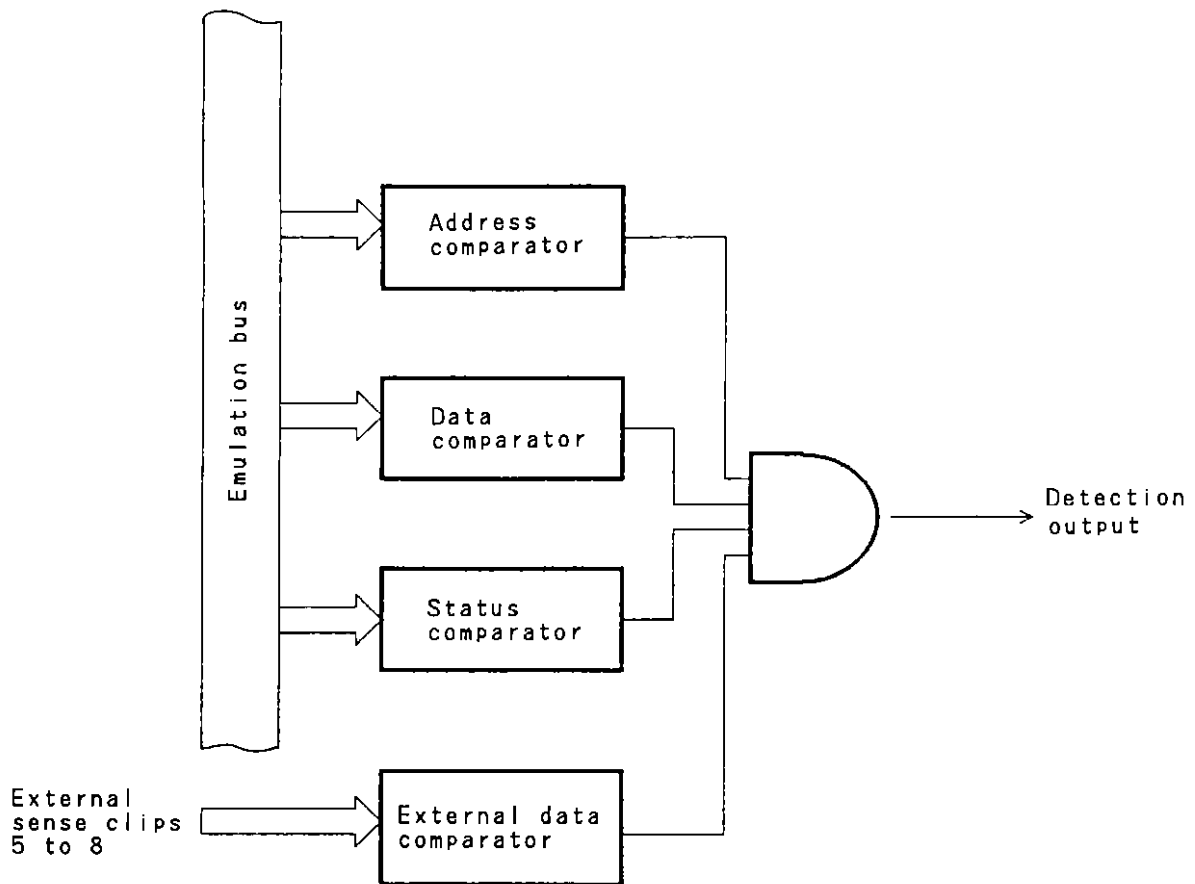 Emulation bus
Address
comparator
Data
comparator
Status
comparator
External
sense clips
5 to 8
External data
comparator
Detection
output